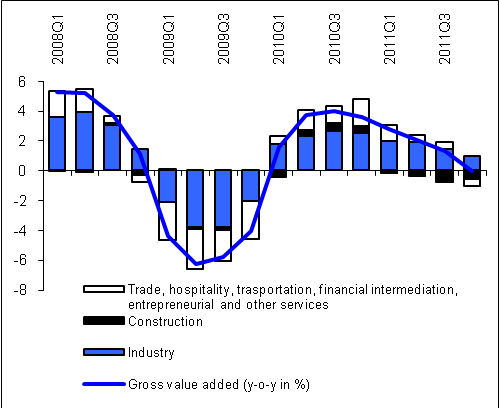 2008Q1
2008Q3
2009Q1
2009Q3
2010Q1
2010Q3
2011Q1
2011Q3
6
4
2
0
-2
-4
-6
-8
Trade, hospitality, trasportation, financial intermediation,
entrepreneurial and other services
Construction
Industry
Gross value added (y-o-y in %)